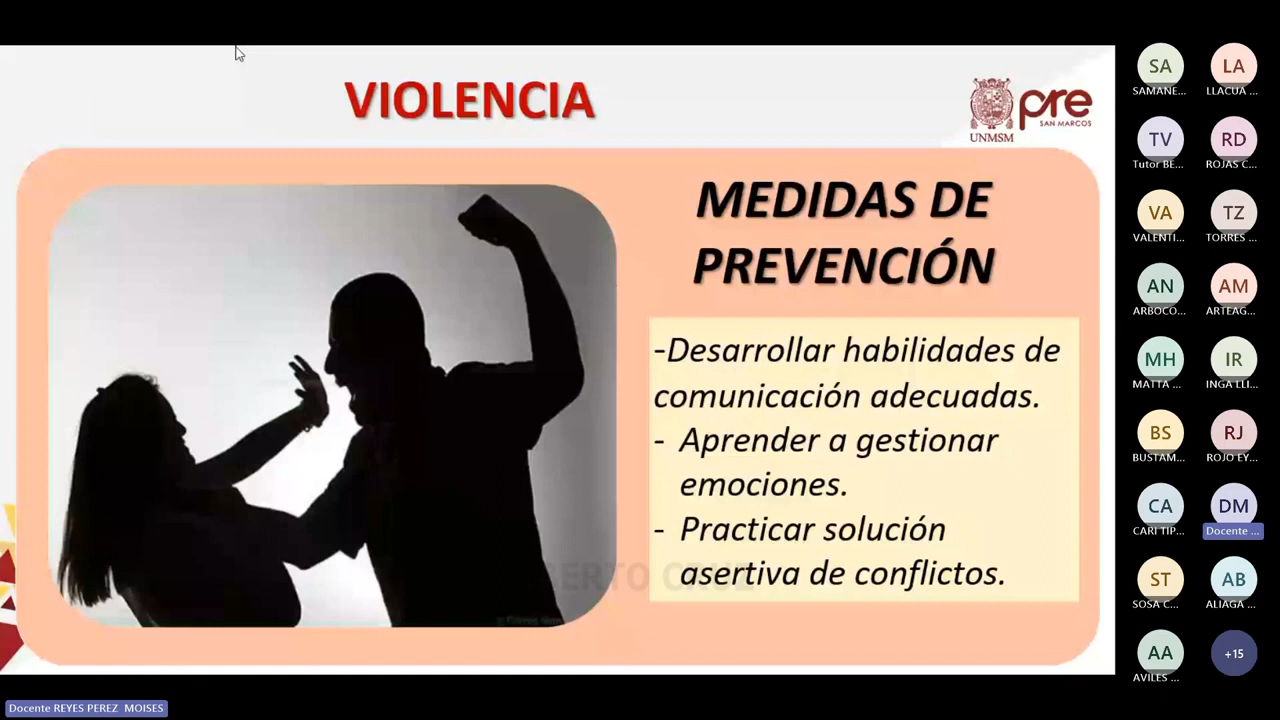 VIOLENCIA
UNMSM
pre
SAN MARCOS
MEDIDAS DE
PREVENCIÓN
-Desarrollar habilidades de
comunicación adecuadas.
- Aprender a gestionar
emociones.
- Practicar solución
asertiva de conflictos.
SA
SAMANE...
LA
LLACUA ...
TV
Tutor BE...
RD
ROJAS C...
VA
VALENTI...
TZ
TORRES ...
AN
ARBOCO...
AM
ARTEAG...
MH
MATTA ...
IR
INGA LLI...
BS
BUSTAM...
RJ
ROJO EY...
CA
CARI TIP...
DM
Docente ...
ST
SOSA C...
AB
ALIAGA ...
AA
AVILES ...
+15
Docente REYES PEREZ MOISES